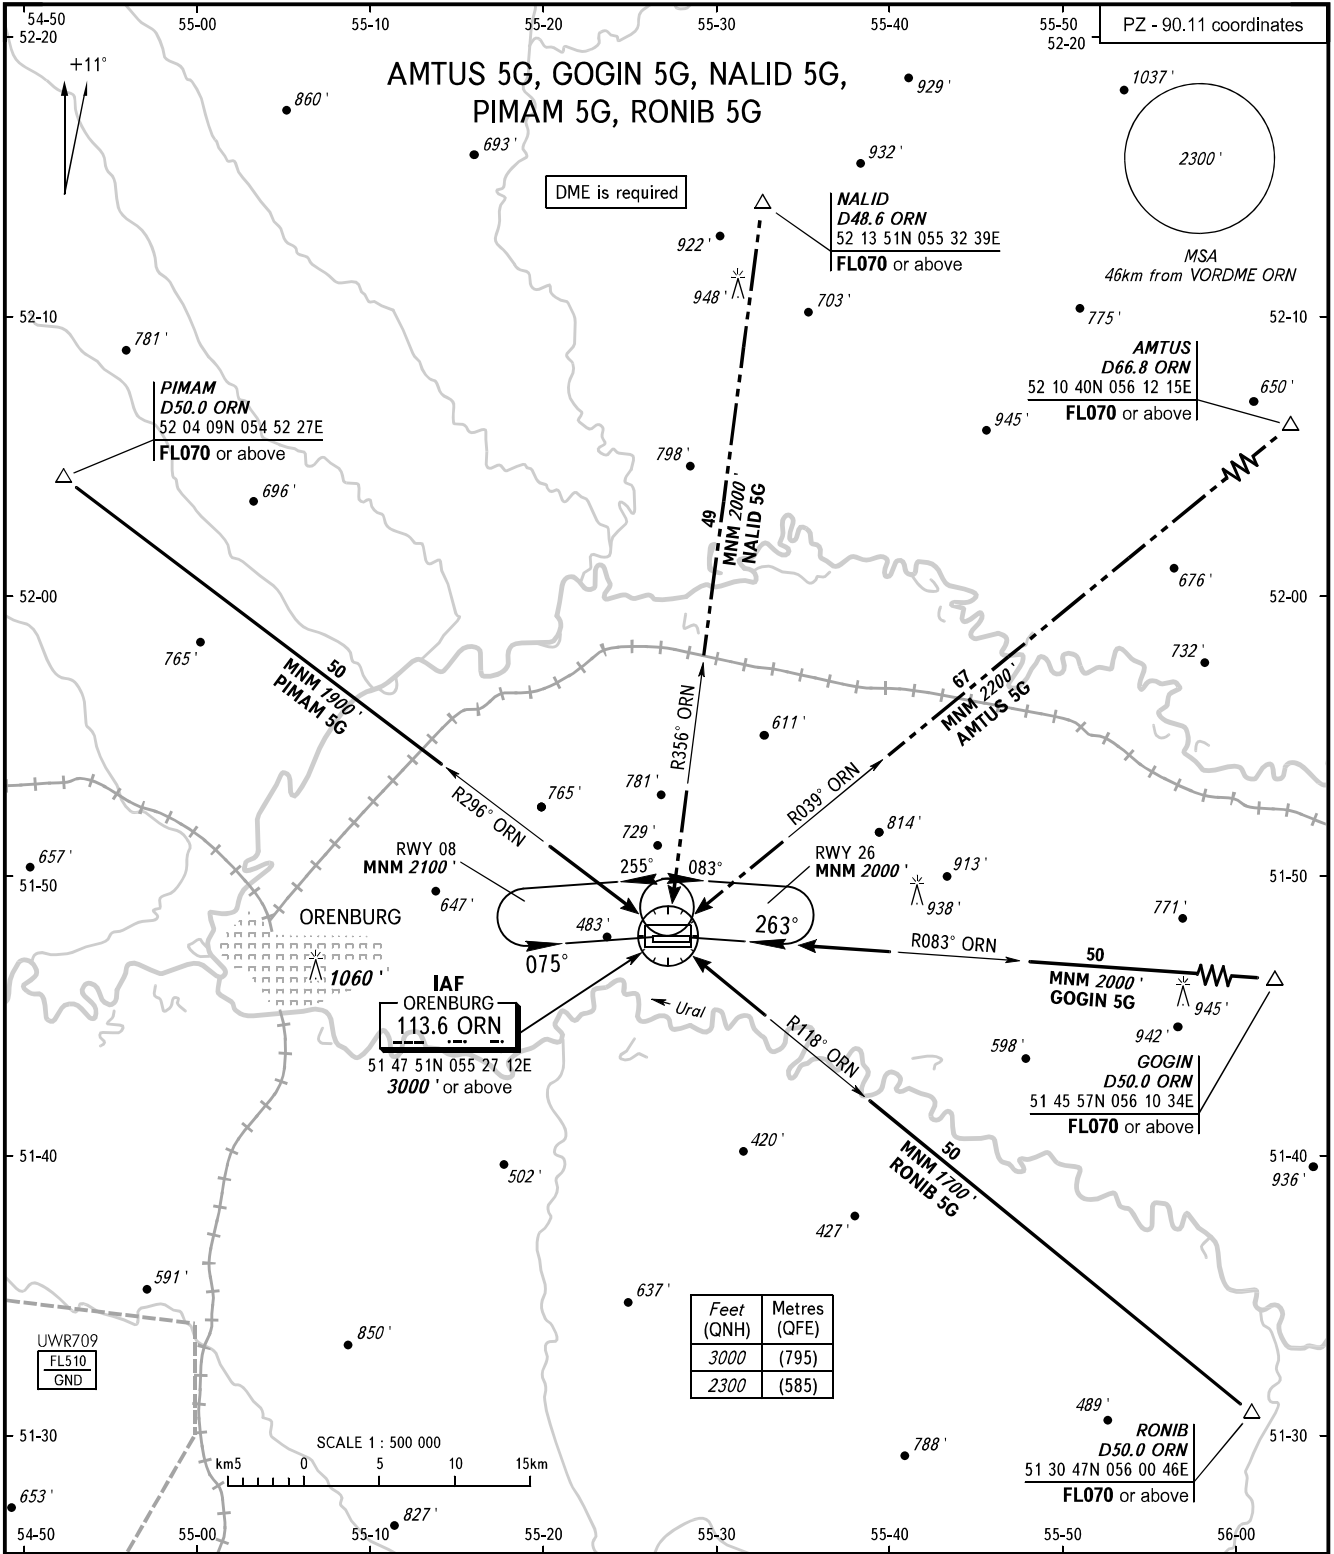 54-50
55-00
55-10
55-20
55-30
55-40
55-50
52-20
52-20
PZ - 90.11 coordinates
+11°
AMTUS 5G, GOGIN 5G, NALID 5G,
PIMAM 5G, RONIB 5G
860 '
693 '
929 '
932 '
1037 '
2300 '
MSA
46km from VORDME ORN
DME is required
NALID
D48.6 ORN
52 13 51N 055 32 39E
FL070 or above
922 '
948 '
703 '
775 '
52-10
52-10
781 '
PIMAM
D50.0 ORN
52 04 09N 054 52 27E
FL070 or above
AMTUS
D66.8 ORN
52 10 40N 056 12 15E
FL070 or above
650 '
945 '
798 '
696 '
49
MNM 2000 '
NALID 5G
676 '
52-00
52-00
765 '
732 '
50
MNM 1900 '
PIMAM 5G
67
MNM 2200 '
AMTUS 5G
R356° ORN
611 '
R039° ORN
R296° ORN
765 '
781 '
729 '
814 '
657 '
RWY 08
MNM 2100 '
255°
083°
RWY 26
MNM 2000 '
913 '
51-50
51-50
647 '
938 '
771 '
ORENBURG
483 '
263°
075°
R083° ORN
50
MNM 2000 '
GOGIN 5G
945 '
942 '
1060 '
IAF
ORENBURG
113.6 ORN
51 47 51N 055 27 12E
3000 ' or above
Ural
R118° ORN
598 '
GOGIN
D50.0 ORN
51 45 57N 056 10 34E
FL070 or above
420 '
502 '
50
MNM 1700 '
RONIB 5G
51-40
51-40
936 '
427 '
591 '
637 '
Feet
(QNH)
Metres
(QFE)
3000
(795)
2300
(585)
850 '
UWR709
FL510
GND
489 '
RONIB
D50.0 ORN
51 30 47N 056 00 46E
FL070 or above
51-30
51-30
788 '
SCALE 1 : 500 000
km5
0
5
10
15km
653 '
827 '
54-50
55-00
55-10
55-20
55-30
55-40
55-50
56-00